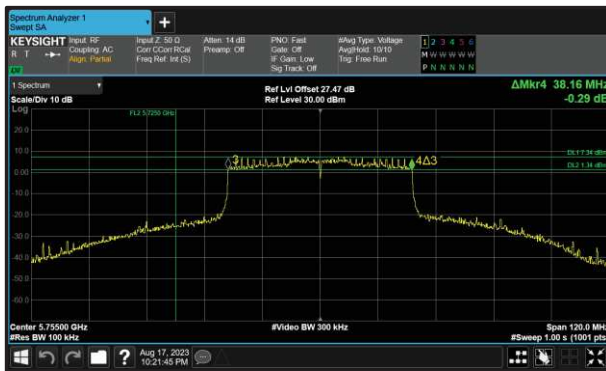 Spectrum Analyzer 1
Swept SA
KEYSIGHT
R T
Input: RF
Coupling: AC
Align: Partial
Input Z: 50 Ω
Corr CCorr RCal
Freq Ref: Int (S)
Atten: 14 dB
Preamp: Off
PNO: Fast
Gate: Off
IF Gain: Low
Sig Track: Off
#Avg Type: Voltage
Avg|Hold: 10/10
Trig: Free Run
1 2 3 4 5 6
M W W W W W
P N N N N N
1 Spectrum
Scale/Div 10 dB
Ref Lvl Offset 27.47 dB
Ref Level 30.00 dBm
ΔMkr4 38.16 MHz
-0.29 dB
Log
FL2 5.7250 GHz
20.0
10.0
0.00
-10.0
-20.0
-30.0
-40.0
-50.0
-60.0
3
4Δ3
DL1 7.34 dBm
DL2 1.34 dBm
Center 5.75500 GHz
#Res BW 100 kHz
#Video BW 300 kHz
Span 120.0 MHz
#Sweep 1.00 s (1001 pts)
?
Aug 17, 2023
10:21:45 PM